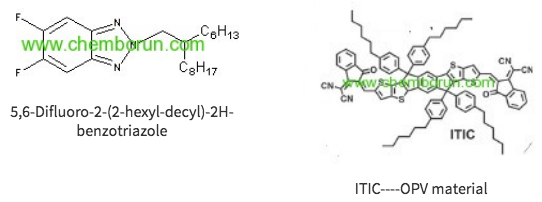 F
F
N
N
N
C6H13
C8H17
www.chemborun.com
5,6-Difluoro-2-(2-hexyl-decyl)-2H-
benzotriazole
CN
CN
O
S
S
S
S
O
NC
CN
www.chemborun.com
ITIC
ITIC----OPV material